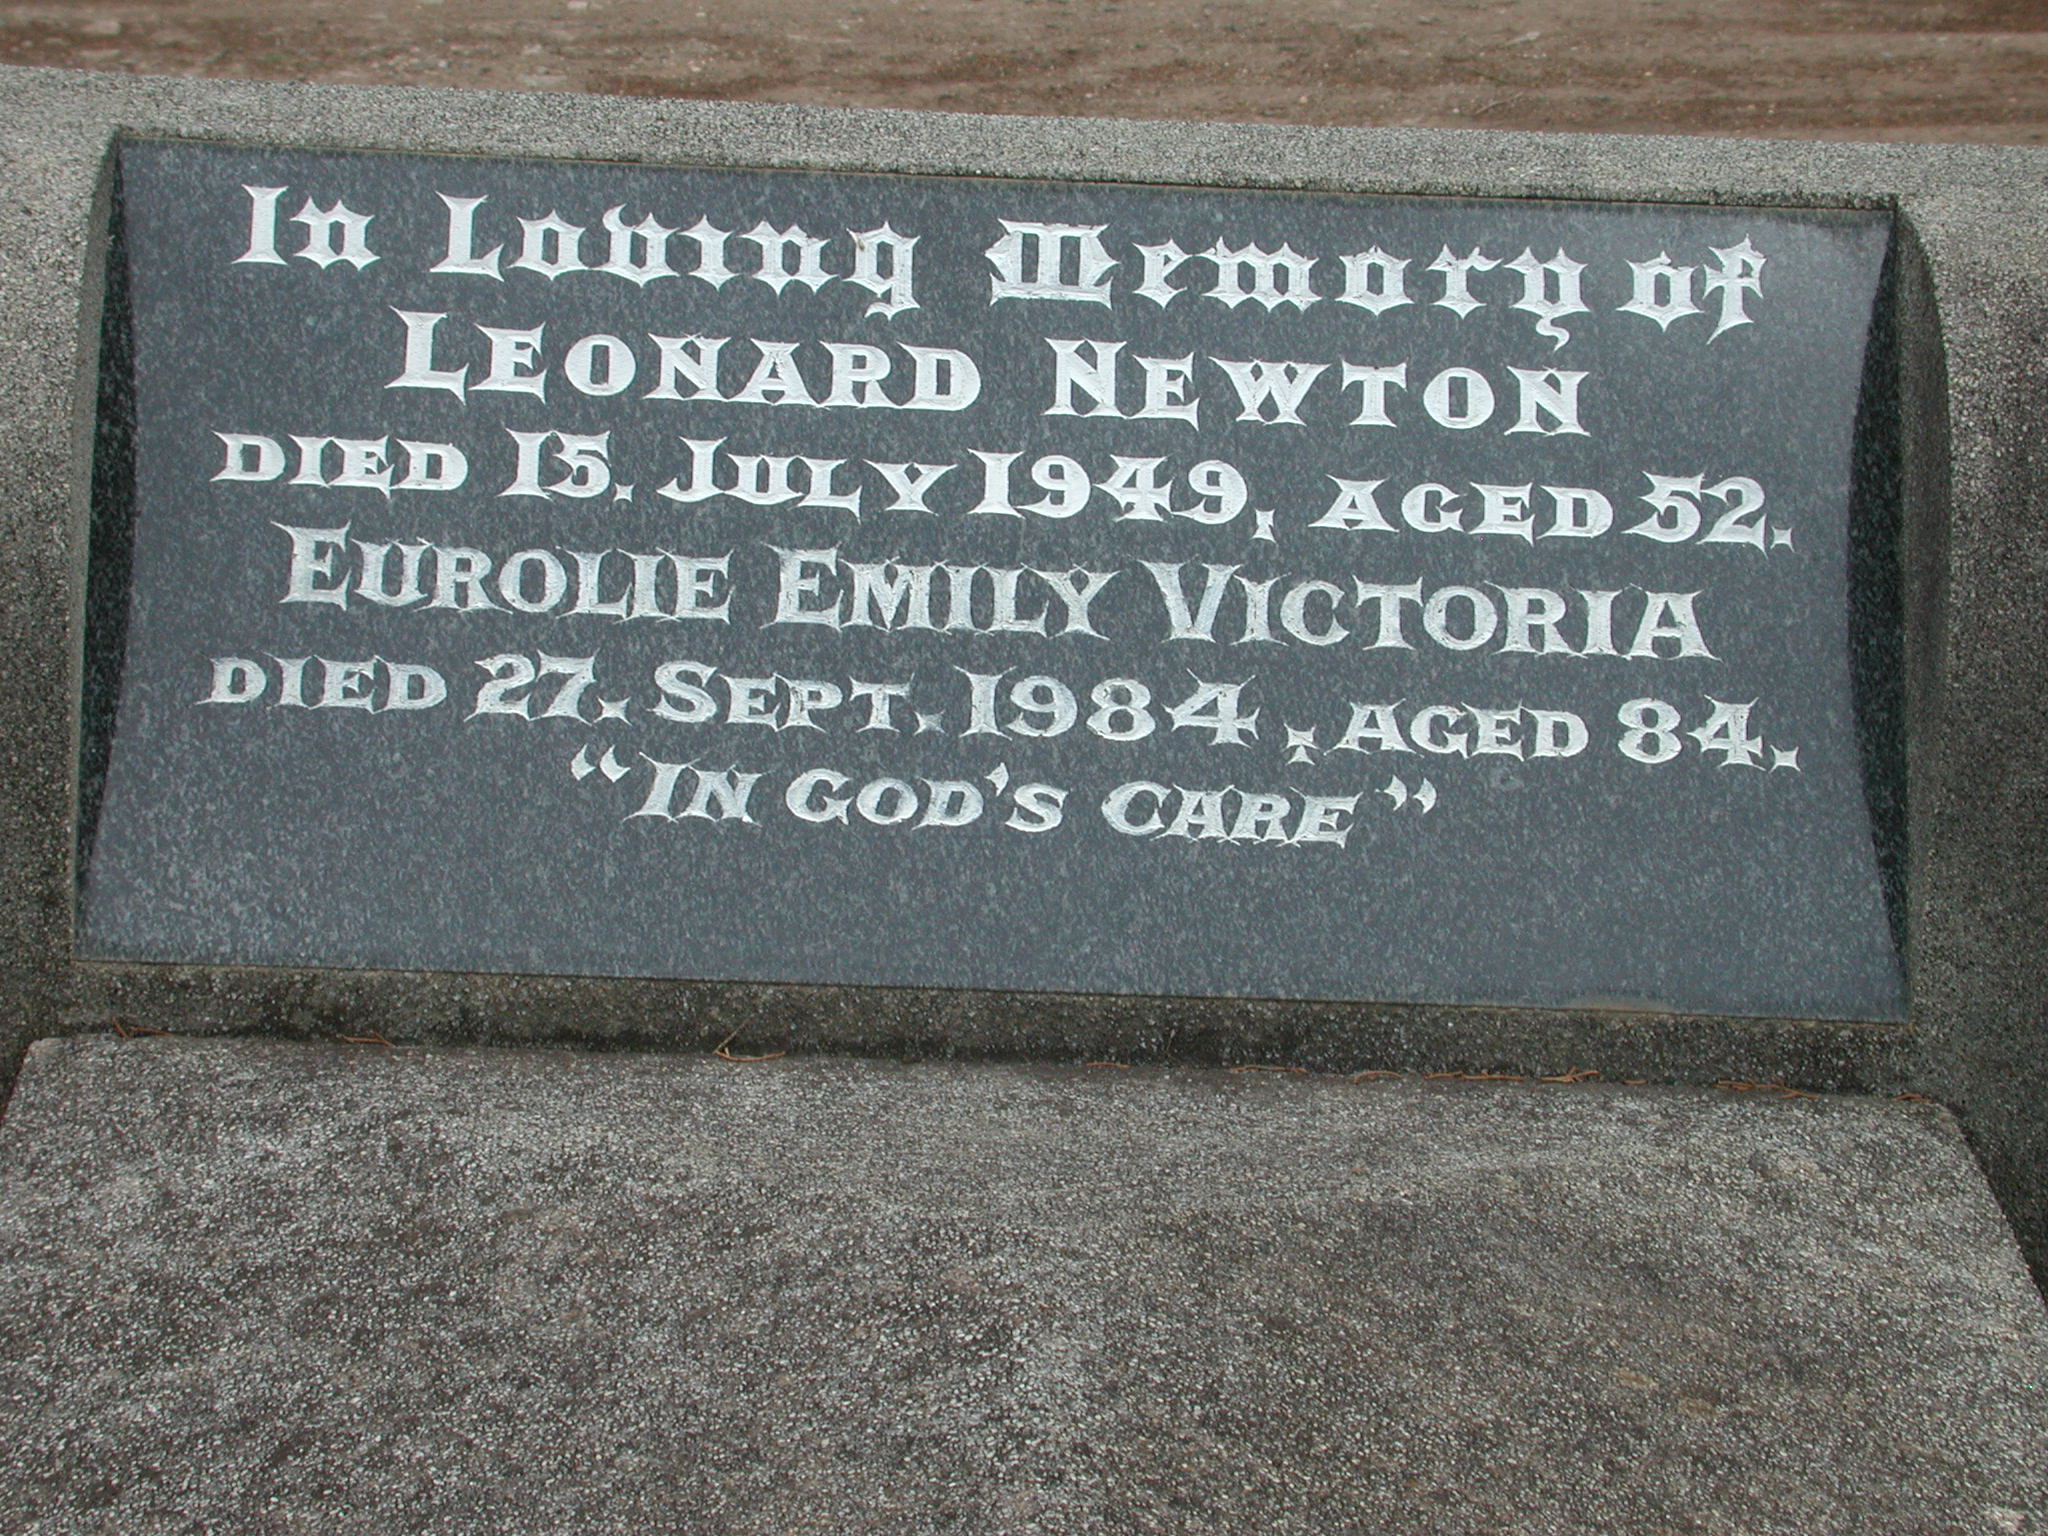 In Loving Memory of
LEONARD NEWTON
DIED 15. JULY 1949, AGED 52.
EUROLIE EMILY VICTORIA
DIED 27. SEPT. 1984, AGED 84.
“IN GOD'S CARE”